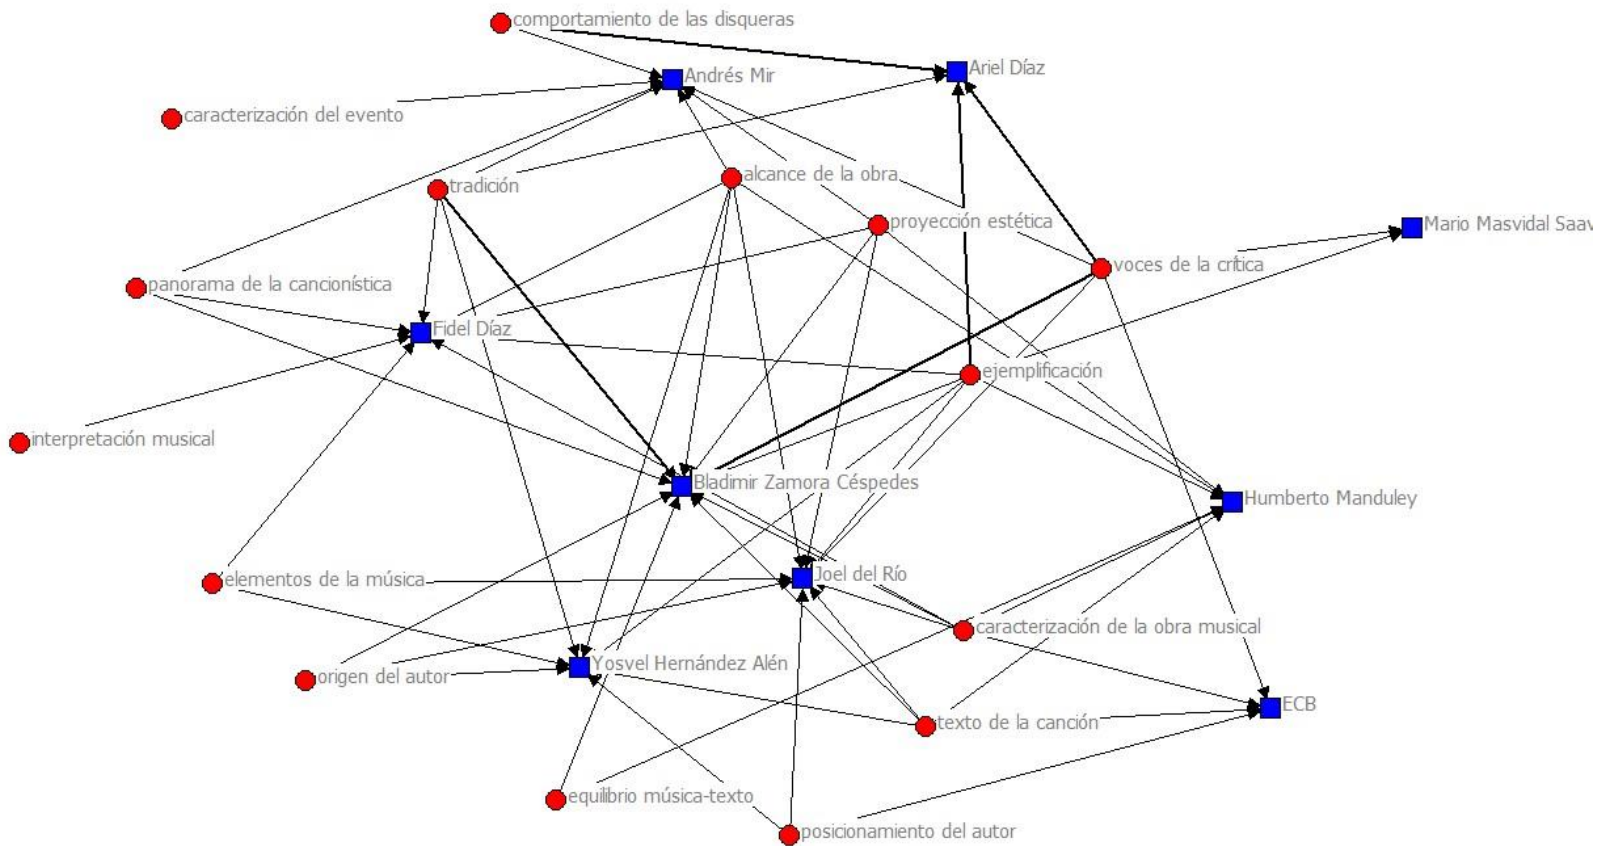 comportamiento de las disqueras
Ariel Díaz
Andrés Mir
caracterización del evento
alcance de la obra
tradición
proyección estética
Mario Masvidal Saav
voces de la crítica
panorama de la cancionística
Fidel Díaz
ejemplificación
interpretación musical
Bladimir Zamora Céspedes
Humberto Manduley
Joel del Río
elementos de la música
caracterización de la obra musical
Yosvel Hernández Alén
origen del autor
ECB
texto de la canción
equilibrio música-texto
posicionamiento del autor